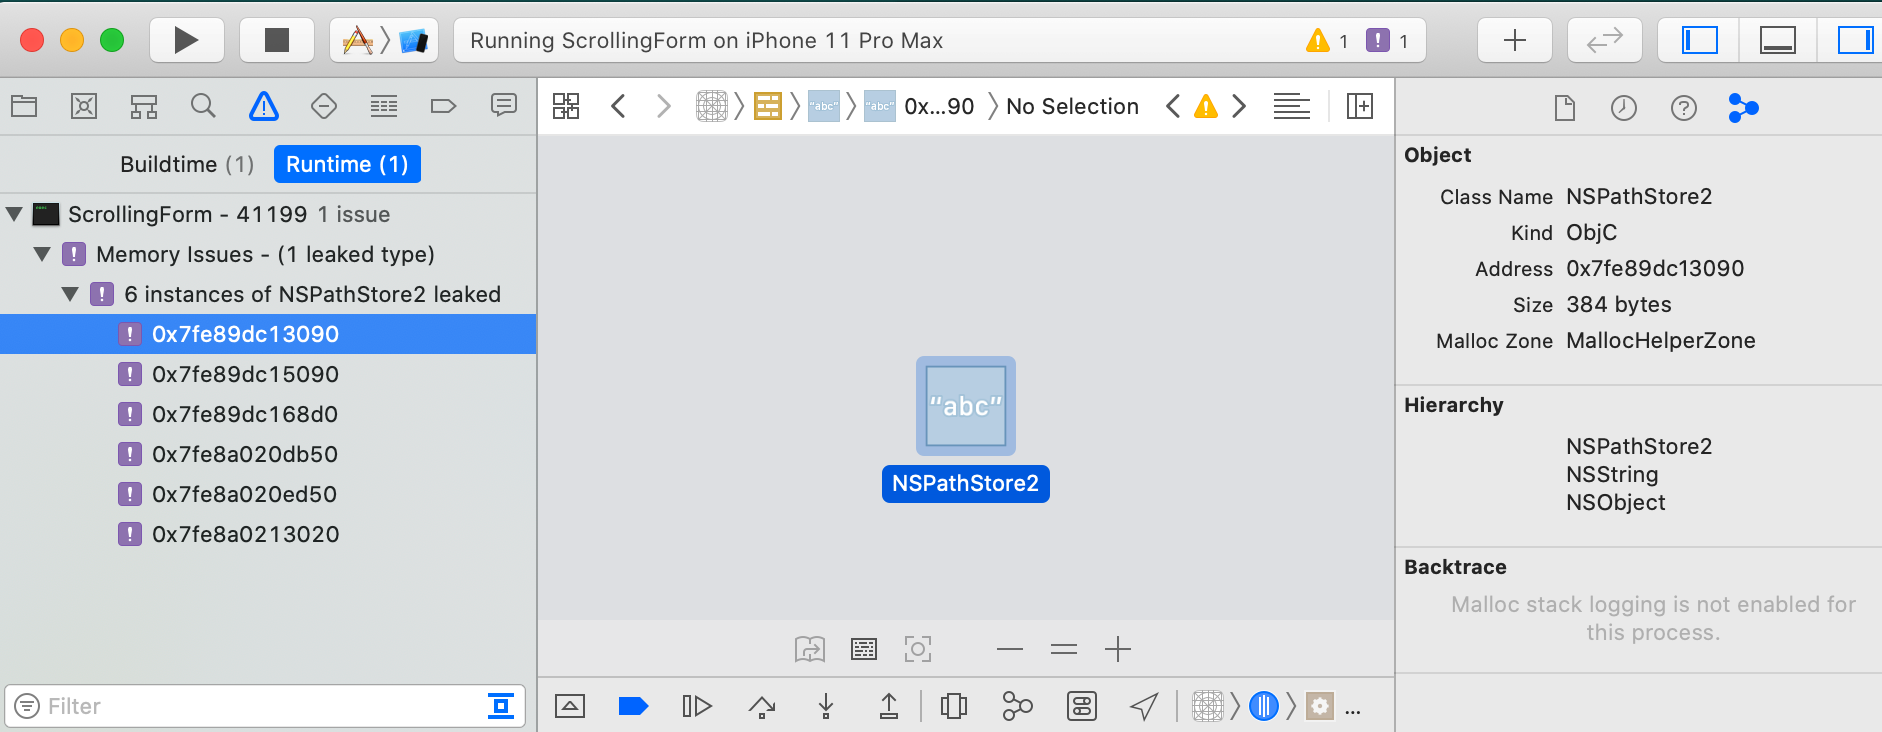 Running ScrollingForm on iPhone 11 Pro Max
1
1
"abc"
"abc"
0x...90
No Selection
Buildtime (1)
Runtime (1)
ScrollingForm - 41199 1 issue
Memory Issues - (1 leaked type)
6 instances of NSPathStore2 leaked
0x7fe89dc13090
0x7fe89dc15090
0x7fe89dc168d0
0x7fe8a020db50
0x7fe8a020ed50
0x7fe8a0213020
Filter
"abc"
NSPathStore2
...
Object
Class Name NSPathStore2
Kind ObjC
Address 0x7fe89dc13090
Size 384 bytes
Malloc Zone MallocHelperZone
Hierarchy
NSPathStore2
NSString
NSObject
Backtrace
Malloc stack logging is not enabled for
this process.